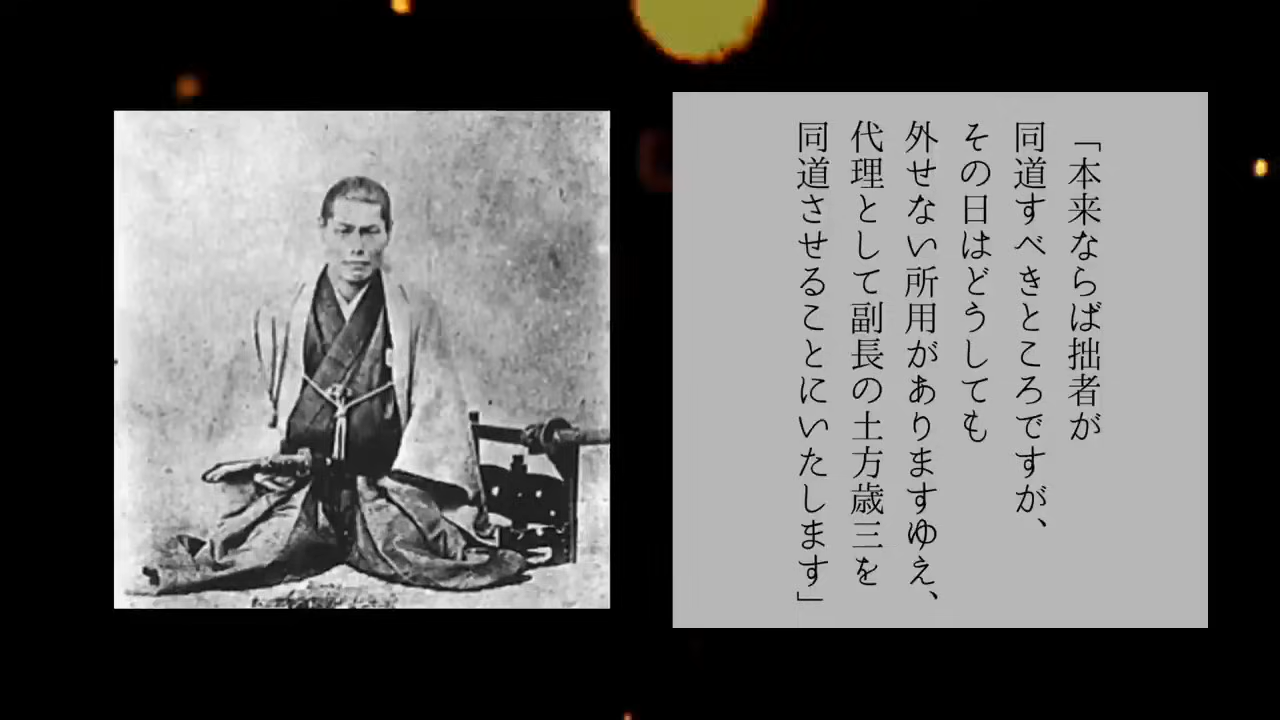 「本来ならば拙者が
同道すべきところですが、
その日はどうしても
外せない所用がありますゆえ、
代理として副長の土方歳三を
同道させることにいたします」